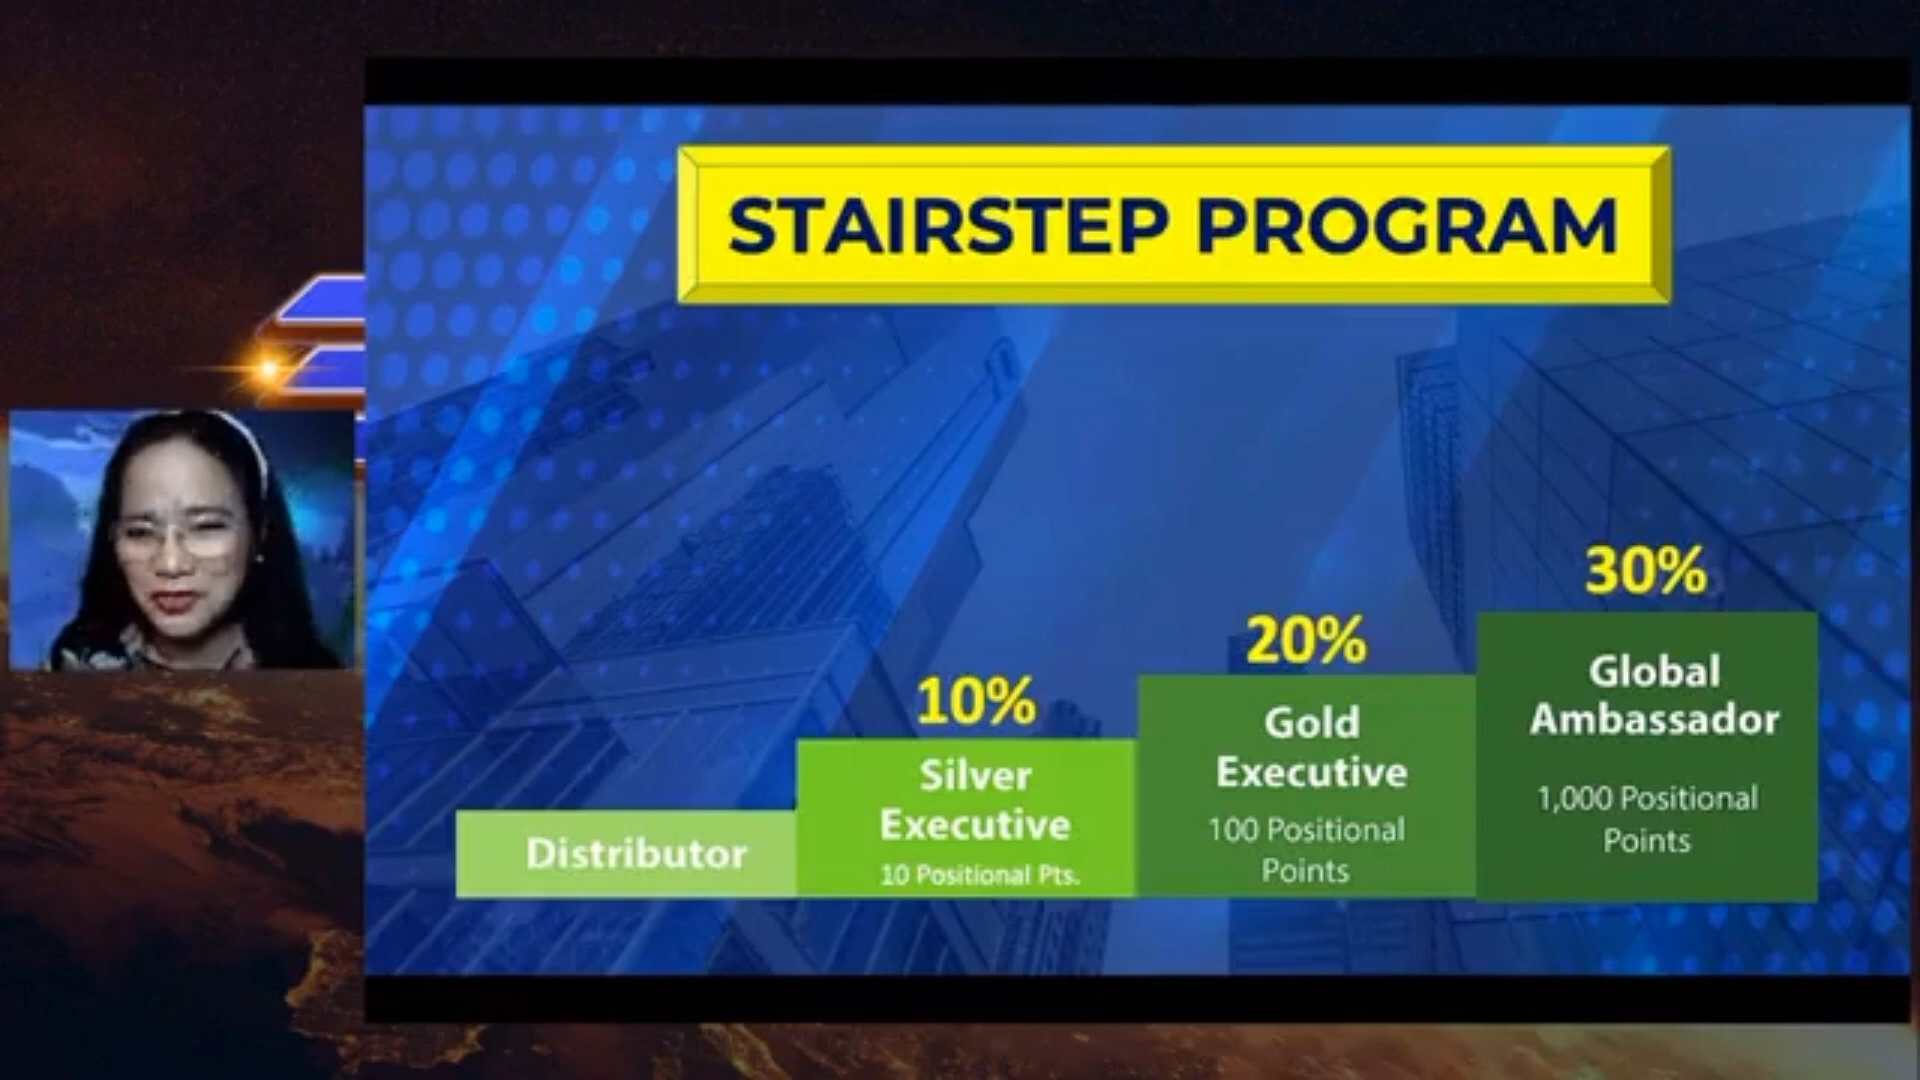 STAIRSTEP PROGRAM
Distributor
10%
Silver
Executive
10 Positional Pts.
20%
Gold
Executive
100 Positional
Points
30%
Global
Ambassador
1,000 Positional
Points